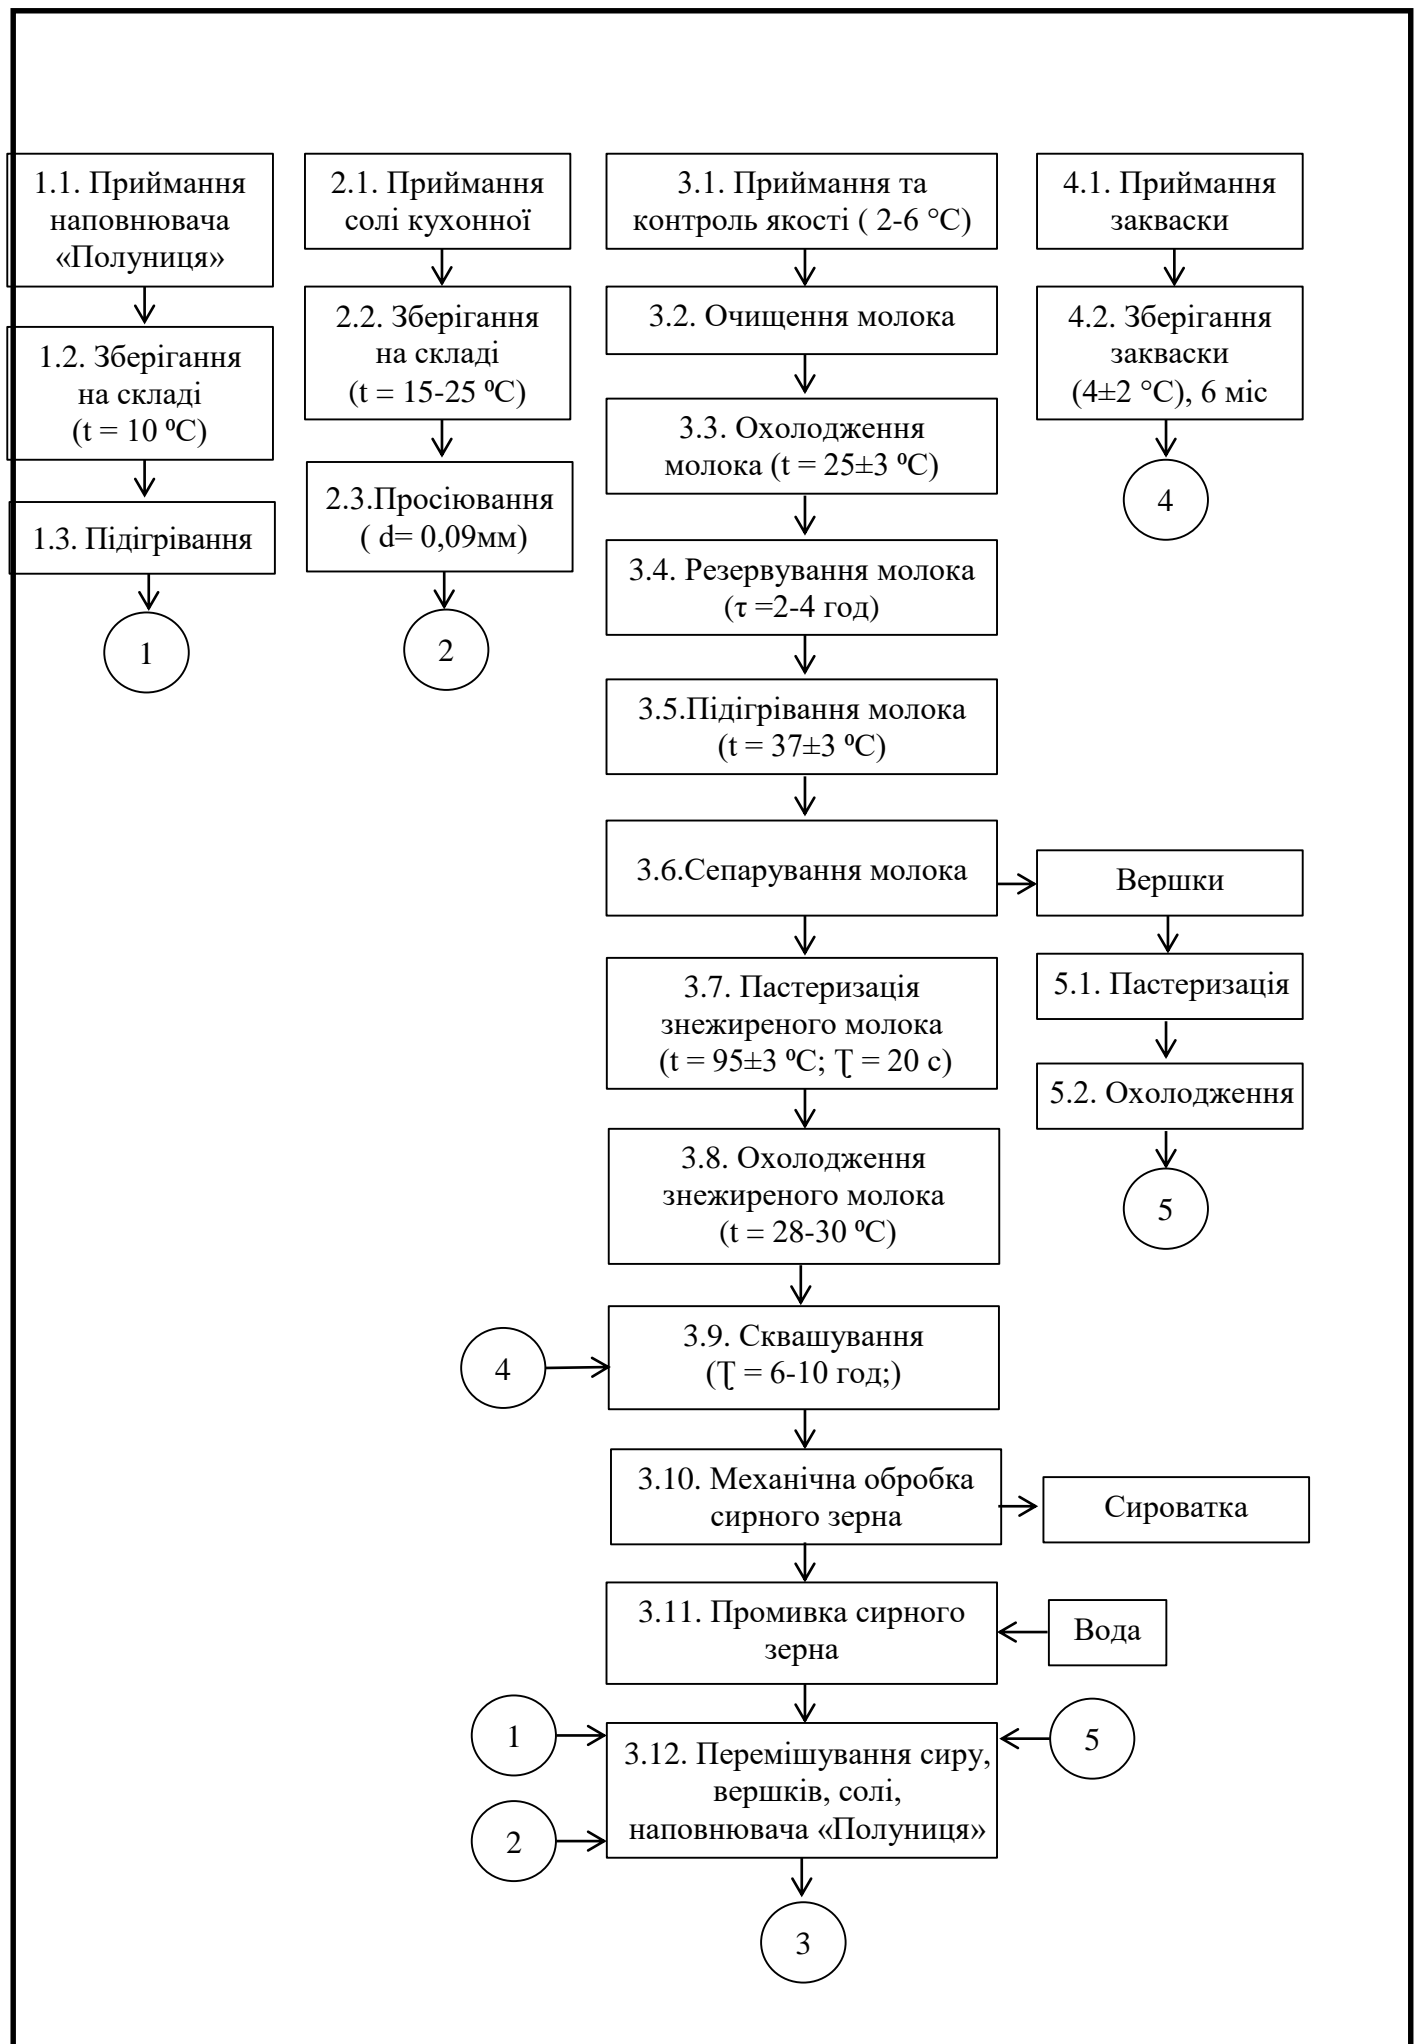 1.1. Приймання
наповнювача
«Полуниця»
1.2. Зберігання
на складі
(t = 10 ⁰С)
1.3. Підігрівання
1
2.1. Приймання
солі кухонної
2.2. Зберігання
на складі
(t = 15-25 ⁰С)
2.3.Просіювання
( d= 0,09мм)
2
3.1. Приймання та
контроль якості ( 2-6 °С)
3.2. Очищення молока
3.3. Охолодження
молока (t = 25±3 ⁰С)
3.4. Резервування молока
(τ =2-4 год)
3.5.Підігрівання молока
(t = 37±3 ⁰С)
3.6.Сепарування молока
3.7. Пастеризація
знежиреного молока
(t = 95±3 ⁰С; Ʈ = 20 с)
3.8. Охолодження
знежиреного молока
(t = 28-30 ⁰С)
4
3.9. Сквашування
(Ʈ = 6-10 год;)
3.10. Механічна обробка
сирного зерна
3.11. Промивка сирного
зерна
1
2
3.12. Перемішування сиру,
вершків, солі,
наповнювача «Полуниця»
3
4.1. Приймання
закваски
4.2. Зберігання
закваски
(4±2 °С), 6 міс
4
Вершки
5.1. Пастеризація
5.2. Охолодження
5
Сироватка
Вода
5